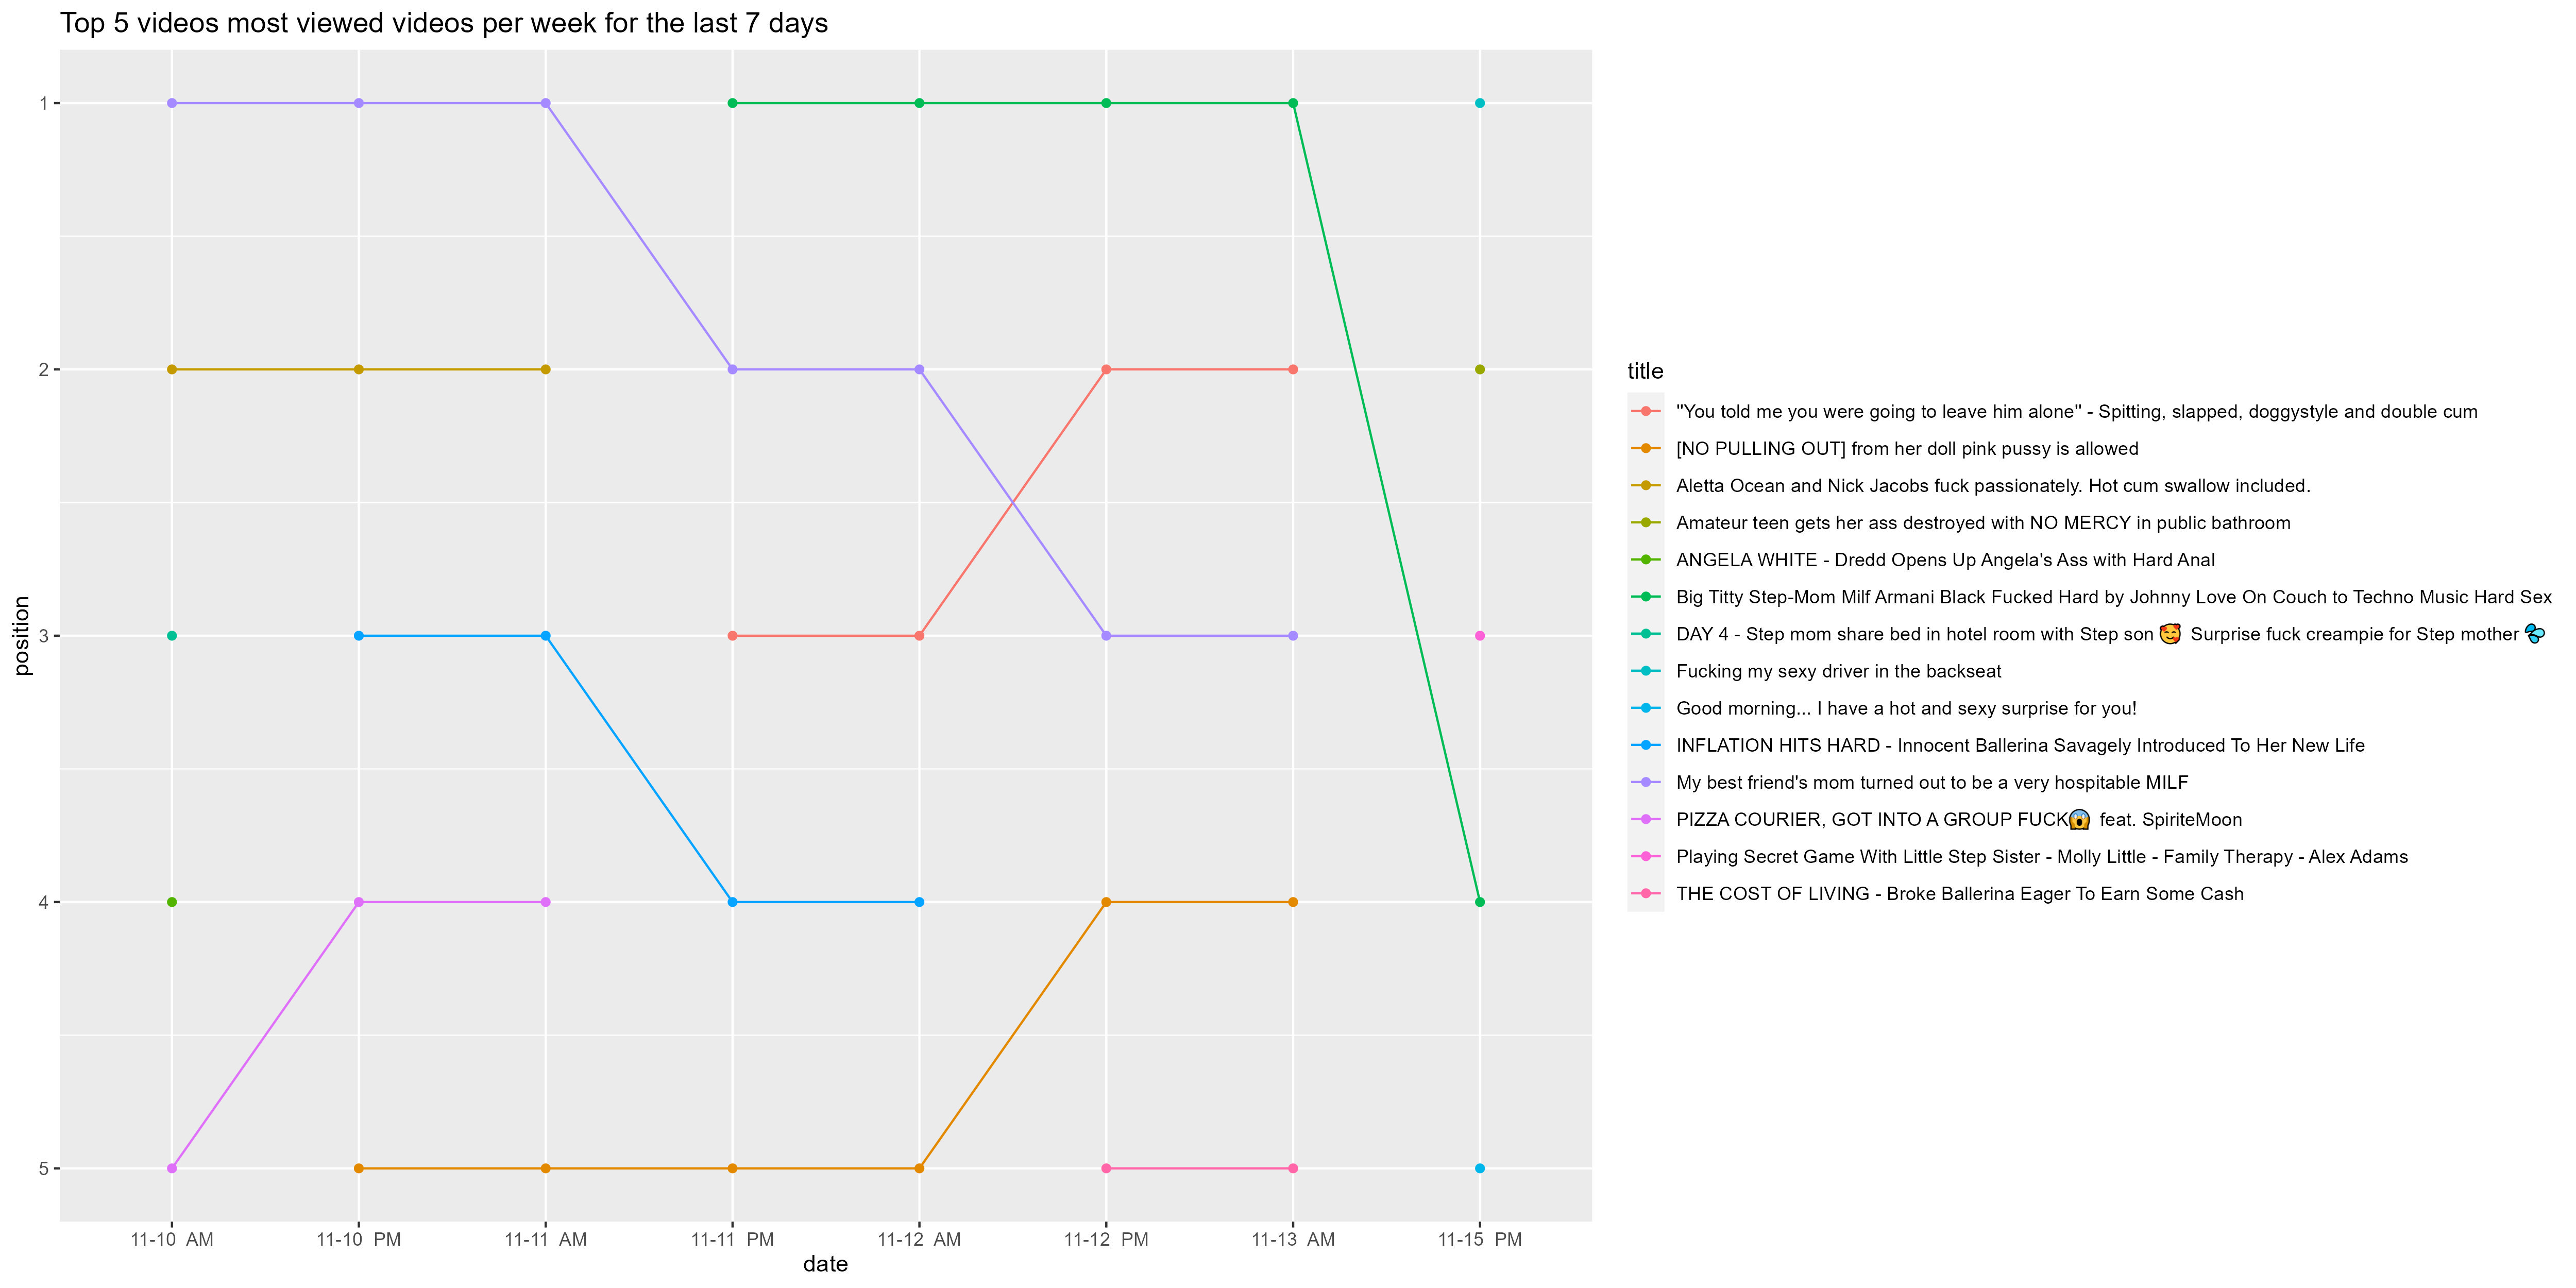 Top 5 videos most viewed videos per week for the last 7 days
position
1
2
3
4
5
11-10 AM
11-10 PM
11-11 AM
11-11 PM
11-12 AM
11-12 PM
11-13 AM
11-15 PM
date
title
"You told me you were going to leave him alone" - Spitting, slapped, doggystyle and double cum
[NO PULLING OUT] from her doll pink pussy is allowed
Aletta Ocean and Nick Jacobs fuck passionately. Hot cum swallow included.
Amateur teen gets her ass destroyed with NO MERCY in public bathroom
ANGELA WHITE - Dredd Opens Up Angela's Ass with Hard Anal
Big Titty Step-Mom Milf Armani Black Fucked Hard by Johnny Love On Couch to Techno Music Hard Sex
DAY 4 - Step mom share bed in hotel room with Step son 🥰 Surprise fuck creampie for Step mother 💦
Fucking my sexy driver in the backseat
Good morning... I have a hot and sexy surprise for you!
INFLATION HITS HARD - Innocent Ballerina Savagely Introduced To Her New Life
My best friend's mom turned out to be a very hospitable MILF
PIZZA COURIER, GOT INTO A GROUP FUCK😱 feat. SpiriteMoon
Playing Secret Game With Little Step Sister - Molly Little - Family Therapy - Alex Adams
THE COST OF LIVING - Broke Ballerina Eager To Earn Some Cash